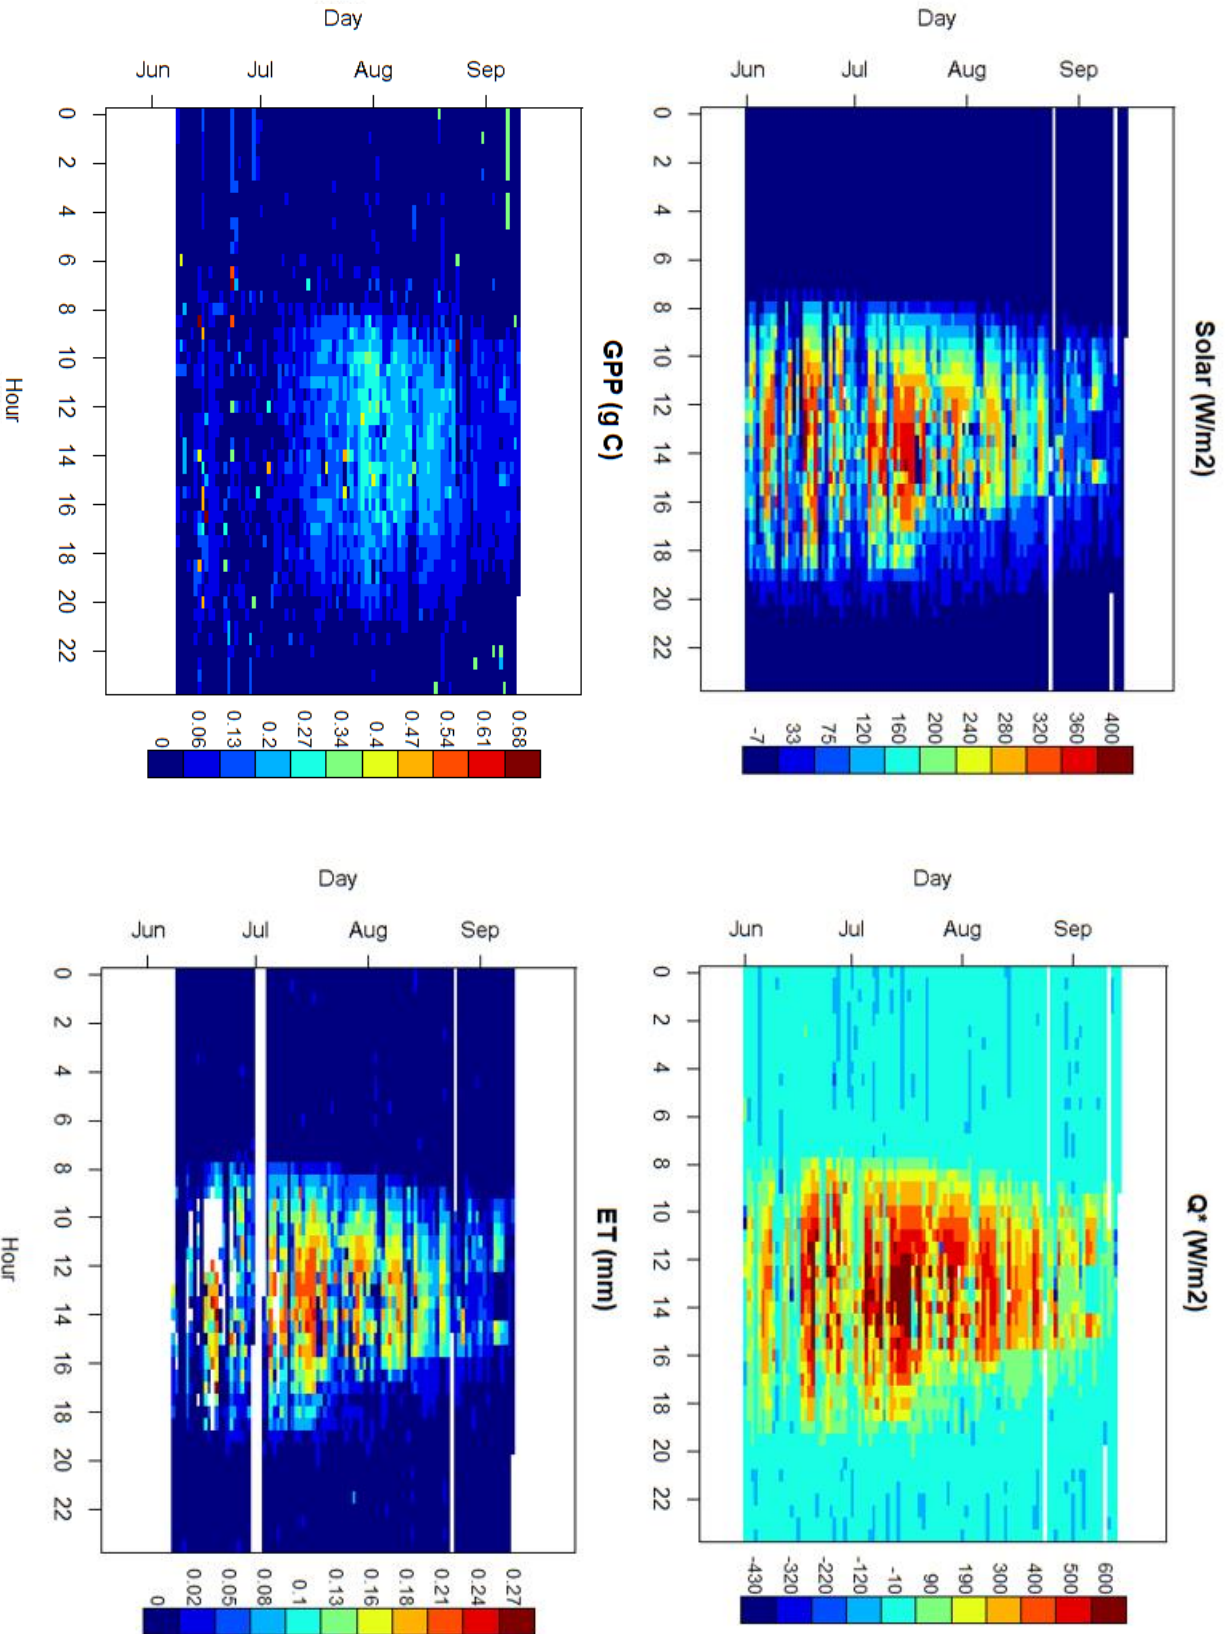 Solar (W/m2)
Day
Jun Jul Aug Sep
0 2 4 6 8 10 12 14 16 18 20 22
-7 33 75 120 160 200 240 280 320 360 400
Q* (W/m2)
Day
Jun Jul Aug Sep
0 2 4 6 8 10 12 14 16 18 20 22
-430 -320 -220 -120 -10 90 190 300 400 500 600
GPP (g C)
Day
Jun Jul Aug Sep
0 2 4 6 8 10 12 14 16 18 20 22
Hour
0 0.06 0.13 0.2 0.27 0.34 0.4 0.47 0.54 0.61 0.68
ET (mm)
Day
Jun Jul Aug Sep
0 2 4 6 8 10 12 14 16 18 20 22
Hour
0 0.02 0.05 0.08 0.1 0.13 0.16 0.18 0.21 0.24 0.27